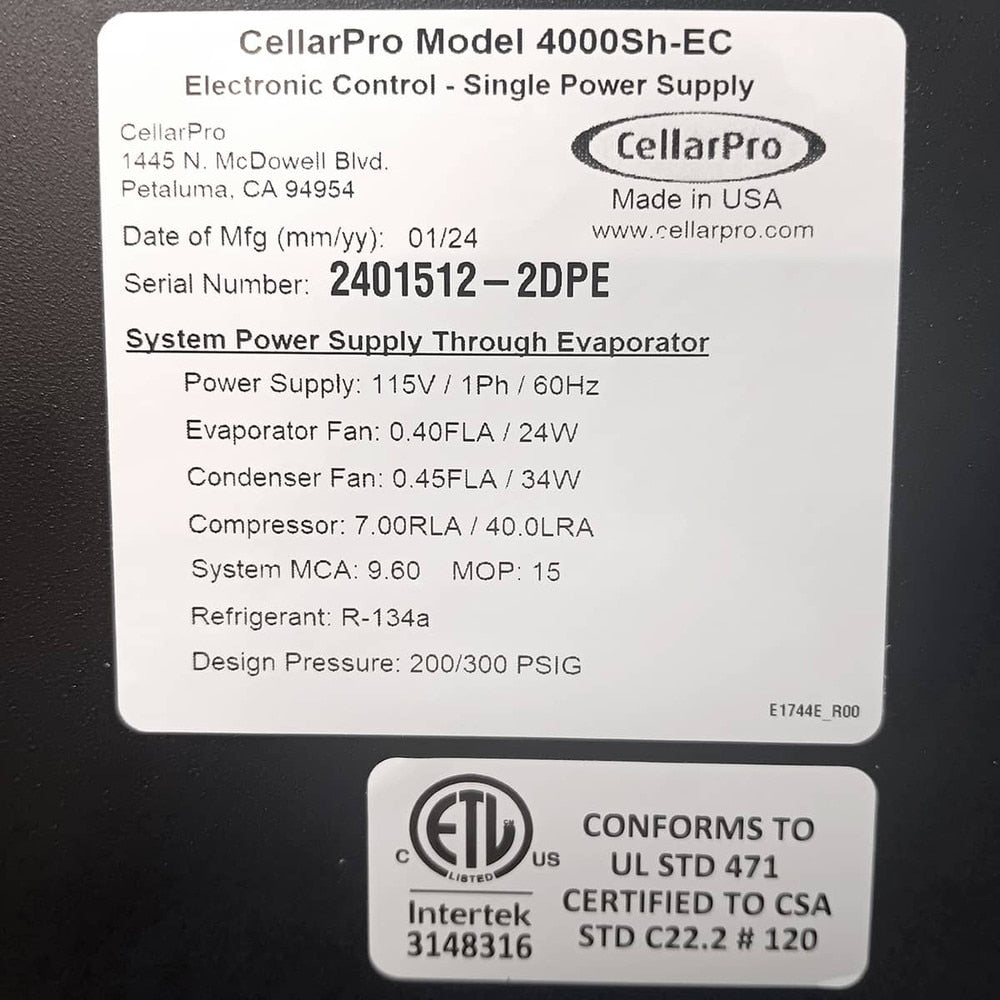 CellarPro Model 4000Sh-EC
Electronic Control - Single Power Supply
CellarPro
1445 N. McDowell Blvd.
Petaluma, CA 94954
CellarPro
Made in USA
www.cellarpro.com
Date of Mfg (mm/yy): 01/24
Serial Number: 2401512-2DPE
System Power Supply Through Evaporator
Power Supply: 115V / 1Ph / 60Hz
Evaporator Fan: 0.40FLA / 24W
Condenser Fan: 0.45FLA / 34W
Compressor: 7.00RLA / 40.0LRA
System MCA: 9.60 MOP: 15
Refrigerant: R-134a
Design Pressure: 200/300 PSIG
E1744E_R00
C ETL CM US
LISTED
Intertek
3148316
CONFORMS TO
UL STD 471
CERTIFIED TO CSA
STD C22.2 # 120